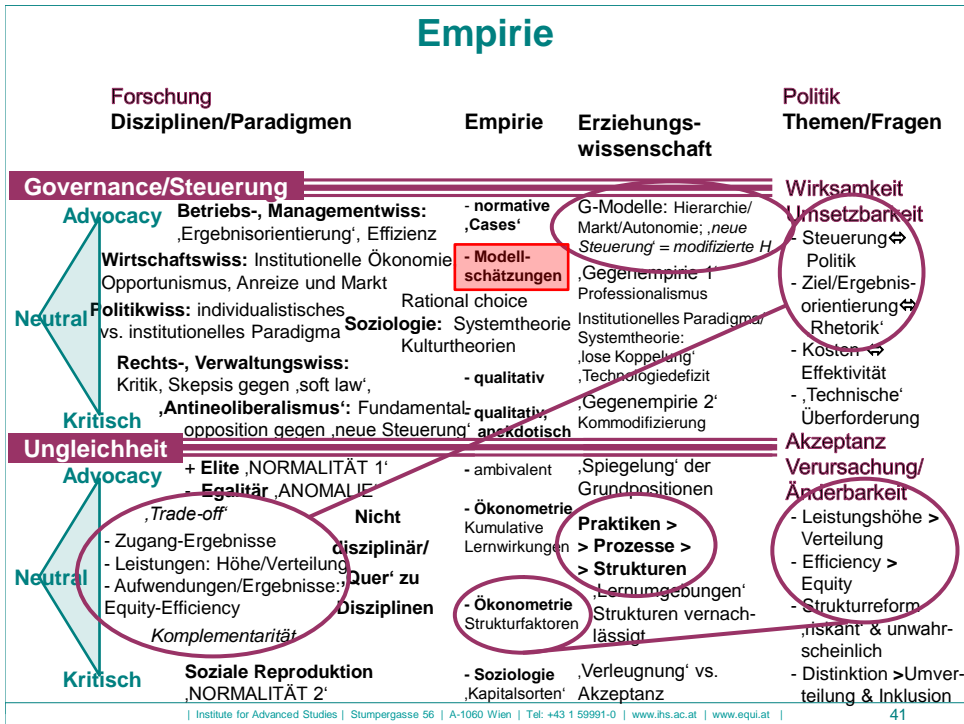 Empirie
Forschung
Disziplinen/Paradigmen
Empirie
Erziehungs-
wissenschaft
Politik
Themen/Fragen
Governance/Steuerung
Advocacy
Neutral
Kritisch
Betriebs-, Managementwiss:
‚Ergebnisorientierung‘, Effizienz
Wirtschaftwiss: Institutionelle Ökonomie
Opportunismus, Anreize und Markt
Politikwiss: individualistisches
vs. institutionelles Paradigma
Rational choice
Soziologie: Systemtheorie
Kulturtheorien
Rechts-, Verwaltungswiss:
Kritik, Skepsis gegen ‚soft law‘,
‚Antineoliberalismus‘: Fundamental-
opposition gegen ‚neue Steuerung‘
- normative
‚Cases‘
- Modell-
schätzungen
- qualitativ
- qualitativ,
anekdotisch
G-Modelle: Hierarchie/
Markt/Autonomie; ‚neue
Steuerung‘ = modifizierte H
‚Gegenempirie 1‘
Professionalismus
Institutionelles Paradigma/
Systemtheorie:
‚lose Koppelung‘
‚Technologiedefizit
‚Gegenempirie 2‘
Kommodifizierung
Wirksamkeit
Umsetzbarkeit
- Steuerung⇔
Politik
- Ziel/Ergebnis-
orientierung⇔
Rhetorik‘
- Kosten ⇔
Effektivität
- ‚Technische‘
Überforderung
Ungleichheit
Advocacy
Neutral
Kritisch
+ Elite ‚NORMALITÄT 1‘
- Egalitär ‚ANOMALIE‘
‚Trade-off‘
- Zugang-Ergebnisse
- Leistungen: Höhe/Verteilung
- Aufwendungen/Ergebnisse:
Equity-Efficiency
Komplementarität
Nicht
disziplinär/
‚Quer‘ zu
Disziplinen
Soziale Reproduktion
‚NORMALITÄT 2‘
- ambivalent
- Ökonometrie
Kumulative
Lernwirkungen
- Ökonometrie
Strukturfaktoren
- Soziologie
‚Kapitalsorten‘
‚Spiegelung‘ der
Grundpositionen
Praktiken >
> Prozesse >
> Strukturen
‚Lernumgebungen‘
Strukturen vernach-
lässigt
‚Verleugnung‘ vs.
Akzeptanz
Akzeptanz
Verursachung/
Änderbarkeit
- Leistungshöhe >
Verteilung
- Efficiency >
Equity
- Strukturreform
‚riskant‘ & unwahr-
scheinlich
- Distinktion >Umver-
teilung & Inklusion
| Institute for Advanced Studies | Stumpergasse 56 | A-1060 Wien | Tel: +43 1 59991-0 | www.ihs.ac.at | www.equi.at |
41